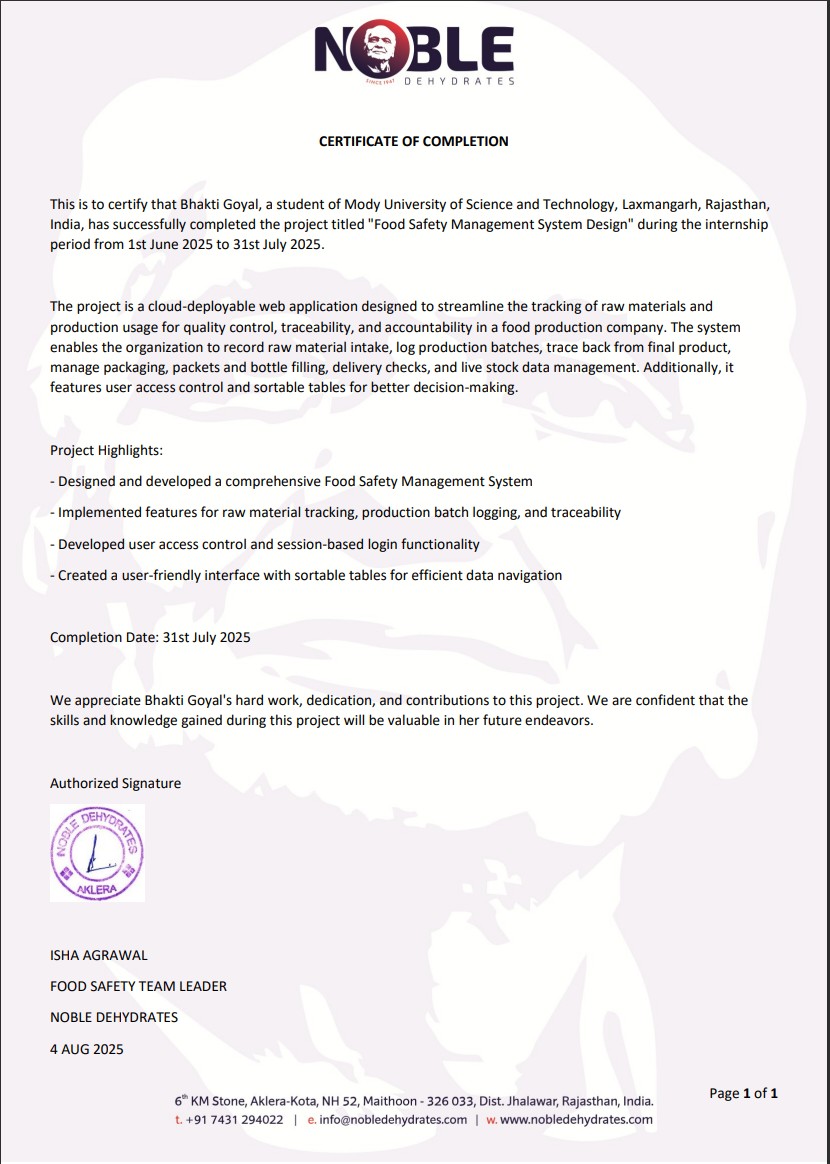 NOBLE
SINCE 1947
DEHYDRATES
CERTIFICATE OF COMPLETION
This is to certify that Bhakti Goyal, a student of Mody University of Science and Technology, Laxmangarh, Rajasthan,
India, has successfully completed the project titled "Food Safety Management System Design" during the internship
period from 1st June 2025 to 31st July 2025.
The project is a cloud-deployable web application designed to streamline the tracking of raw materials and
production usage for quality control, traceability, and accountability in a food production company. The system
enables the organization to record raw material intake, log production batches, trace back from final product,
manage packaging, packets and bottle filling, delivery checks, and live stock data management. Additionally, it
features user access control and sortable tables for better decision-making.
Project Highlights:
- Designed and developed a comprehensive Food Safety Management System
- Implemented features for raw material tracking, production batch logging, and traceability
- Developed user access control and session-based login functionality
- Created a user-friendly interface with sortable tables for efficient data navigation
Completion Date: 31st July 2025
We appreciate Bhakti Goyal's hard work, dedication, and contributions to this project. We are confident that the
skills and knowledge gained during this project will be valuable in her future endeavors.
Authorized Signature
NOBLE DEHYDRATES
AKLERA
ISHA AGRAWAL
FOOD SAFETY TEAM LEADER
NOBLE DEHYDRATES
4 AUG 2025
Page 1 of 1
6th KM Stone, Aklera-Kota, NH 52, Maithoon - 326 033, Dist. Jhalawar, Rajasthan, India.
t. +91 7431 294022 | e. info@nobledehydrates.com | w. www.nobledehydrates.com